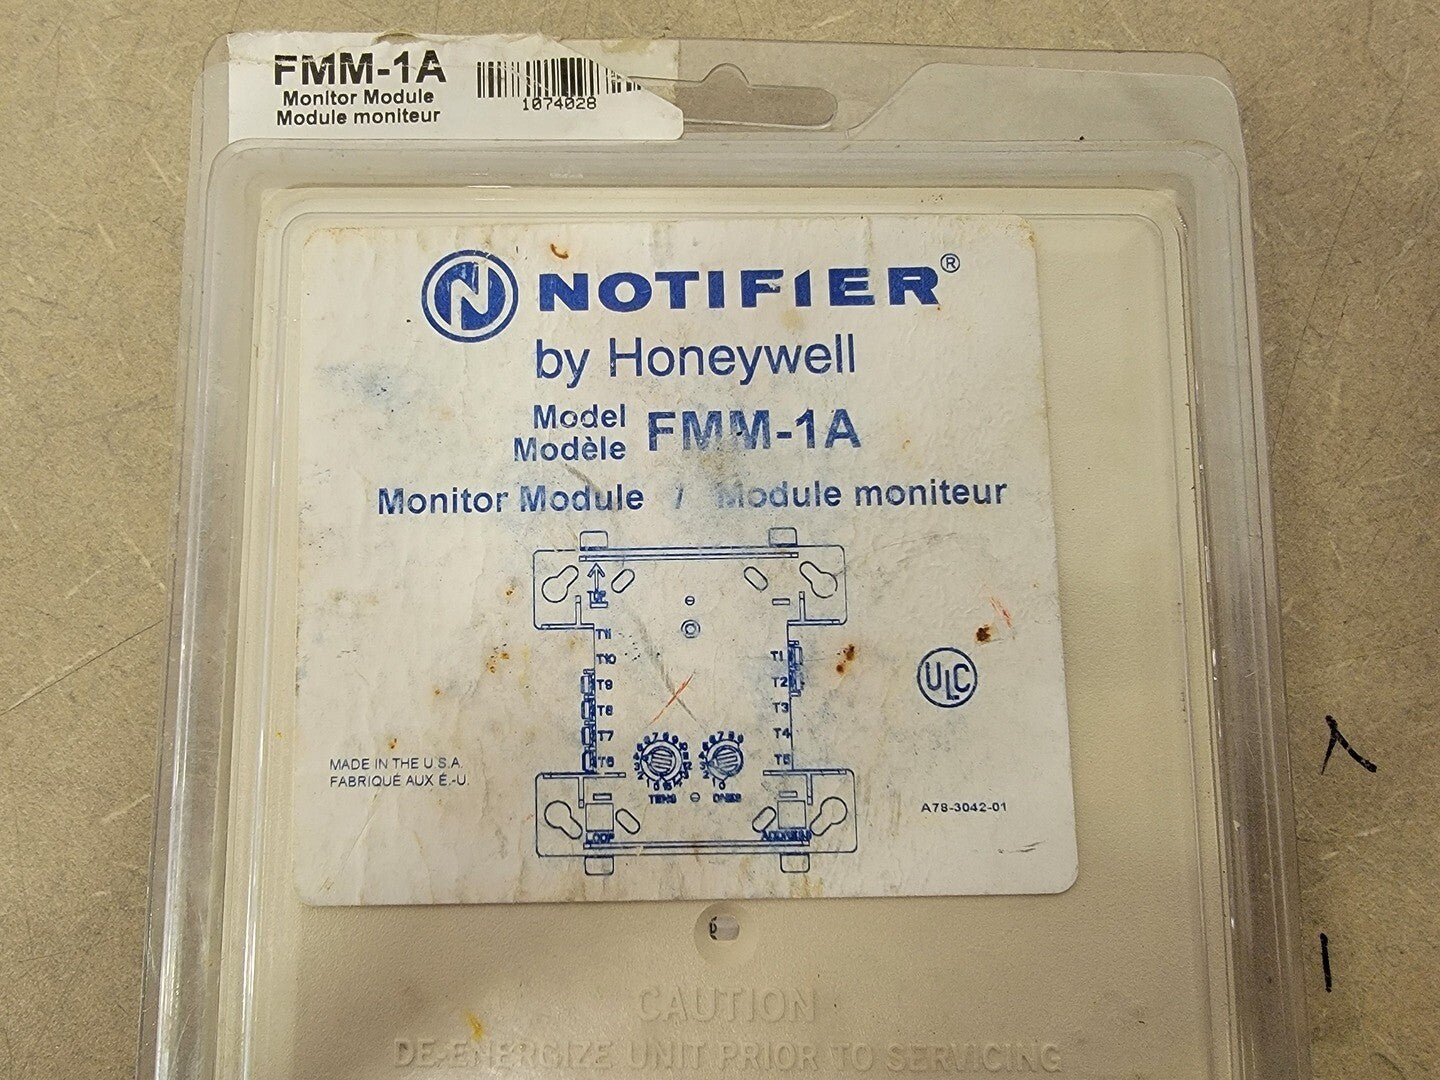 FMM-1A
Monitor Module
Module moniteur
1074028
N NOTIFIER®
by Honeywell
Model
Modèle
FMM-1A
Monitor Module / Module moniteur
TOP
T11
T10
T9
T8
T7
T6
T1
T2
T3
T4
T5
TENS
ONES
LOOP
ADDRESS
ULC
MADE IN THE U.S.A.
FABRIQUÉ AUX É.-U.
A78-3042-01
CAUTION
DE-ENERGIZE UNIT PRIOR TO SERVICING